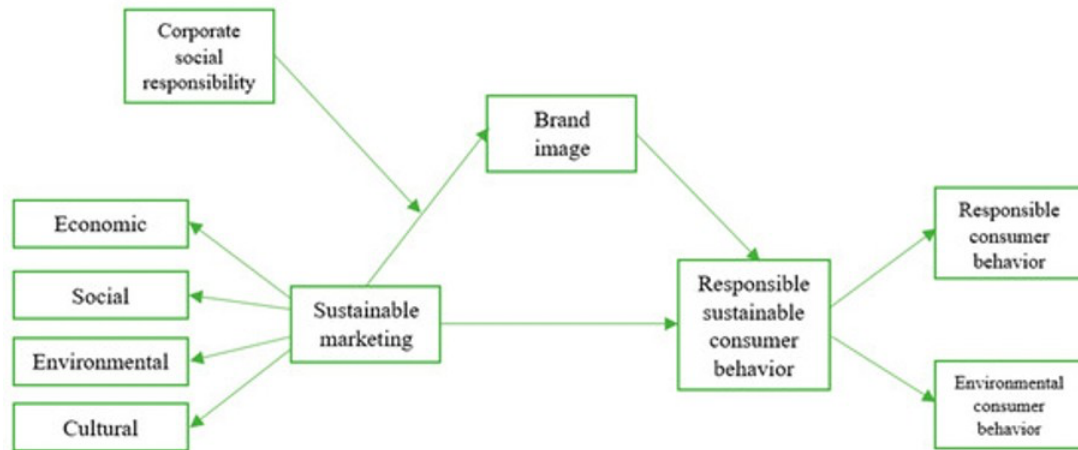 Corporate
social
responsibility
Brand
image
Economic
Social
Environmental
Cultural
Sustainable
marketing
Responsible
sustainable
consumer
behavior
Responsible
consumer
behavior
Environmental
consumer
behavior